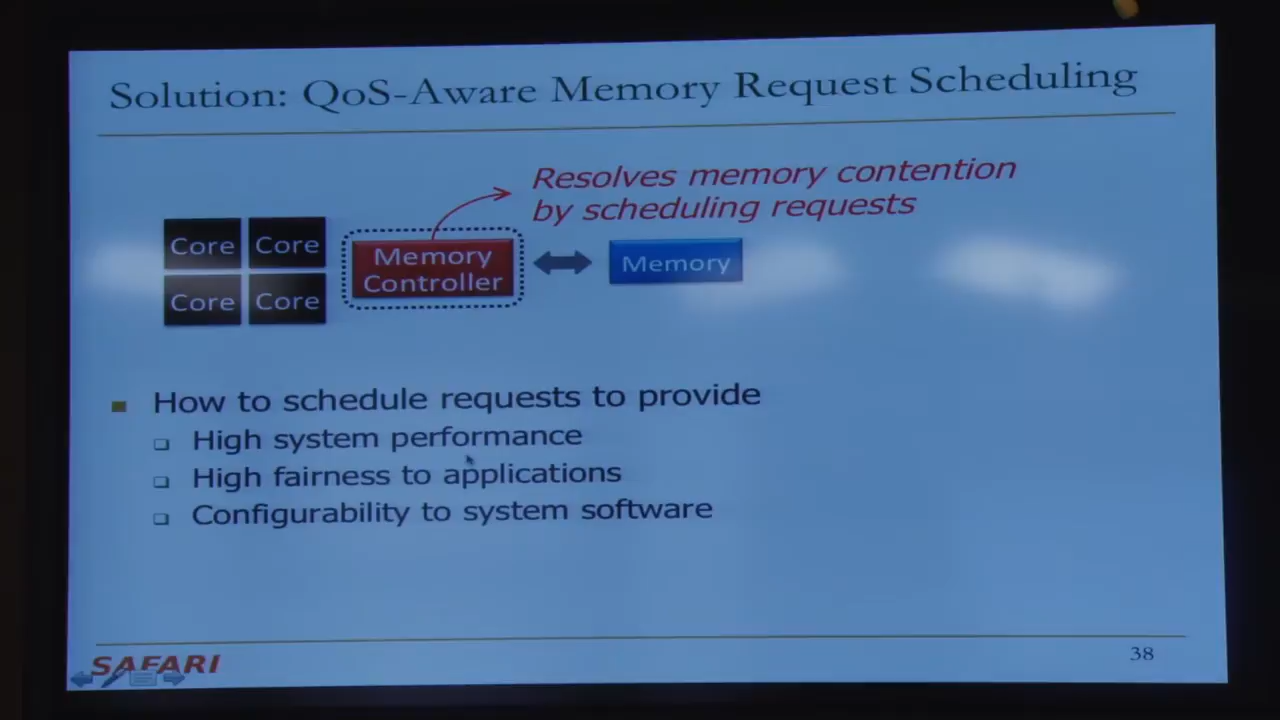 Solution: QoS-Aware Memory Request Scheduling
Resolves memory contention
by scheduling requests
Core Core
Core Core
Memory
Controller
Memory
How to schedule requests to provide
High system performance
High fairness to applications
Configurability to system software
SAFARI
38